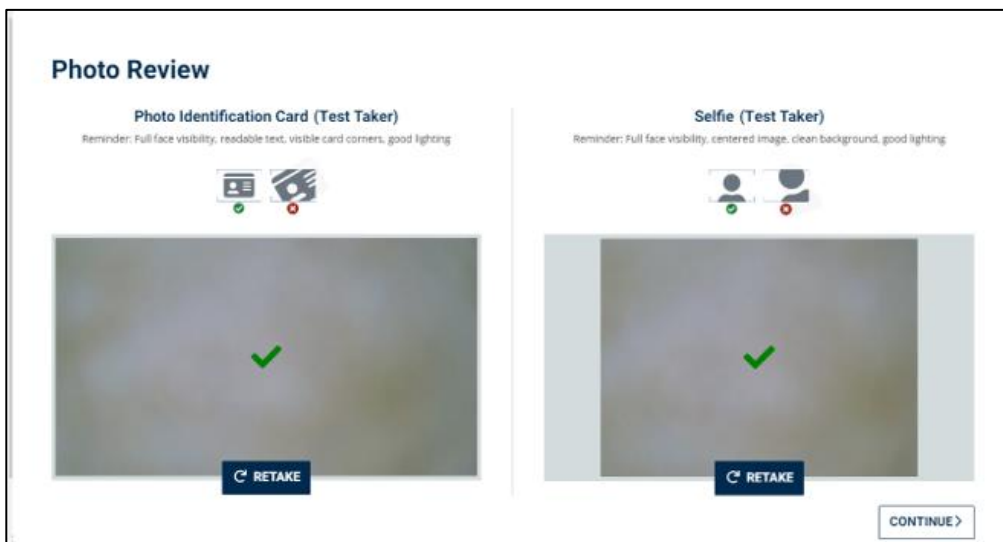 Photo Review
Photo Identification Card (Test Taker)
Reminder: Full face visibility, readable text, visible card corners, good lighting
RETAKE
Selfie (Test Taker)
Reminder: Full face visibility, centered image, clean background, good lighting
RETAKE
CONTINUE